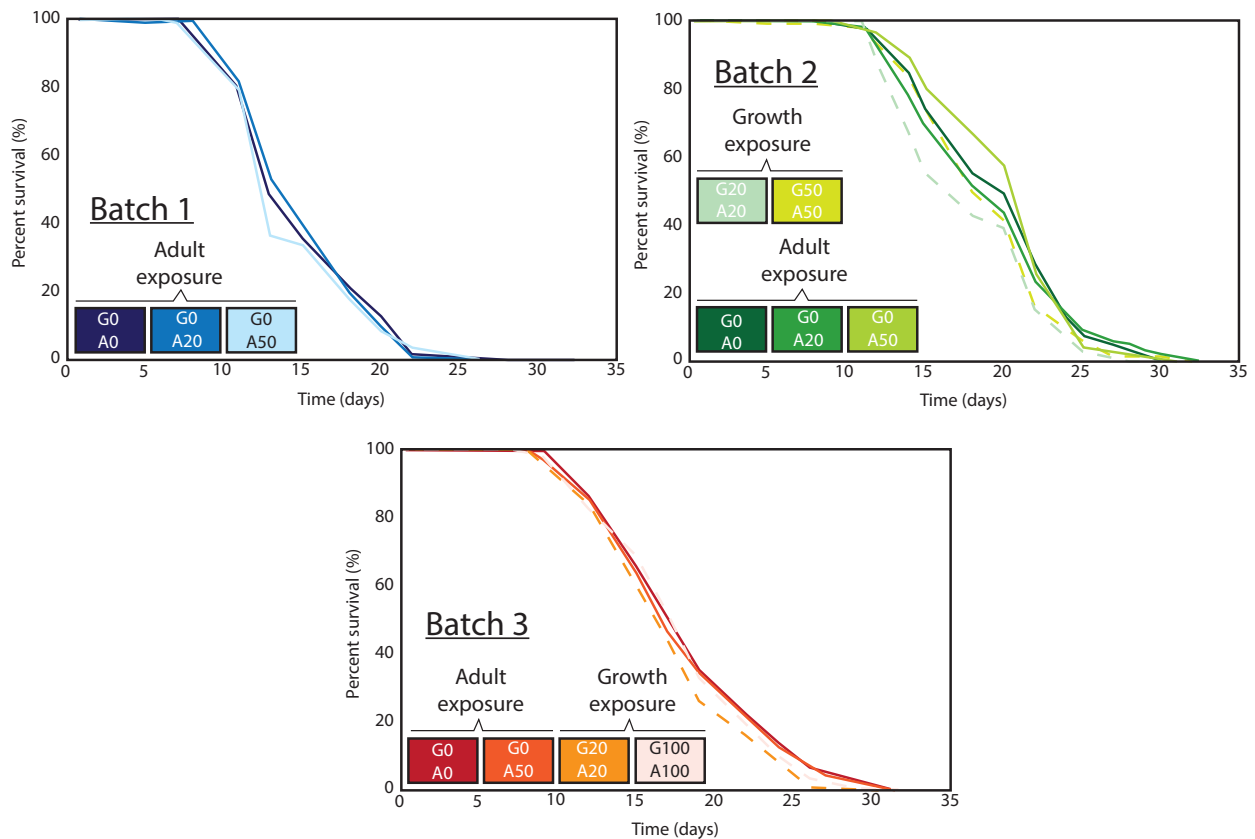 100
80
60
40
20
0
Percent survival (%)
Batch 1
Adult
exposure
G0 G0 G0
A0 A20 A50
0 5 10 15 20 25 30 35
Time (days)
100
80
60
40
20
0
Percent survival (%)
Batch 2
Growth
exposure
G20 G50
A20 A50
Adult
exposure
G0 G0 G0
A0 A20 A50
0 5 10 15 20 25 30 35
Time (days)
100
80
60
40
20
0
Percent survival (%)
Batch 3
Adult Growth
exposure exposure
G0 G0 G20 G100
A0 A50 A20 A100
0 5 10 15 20 25 30 35
Time (days)